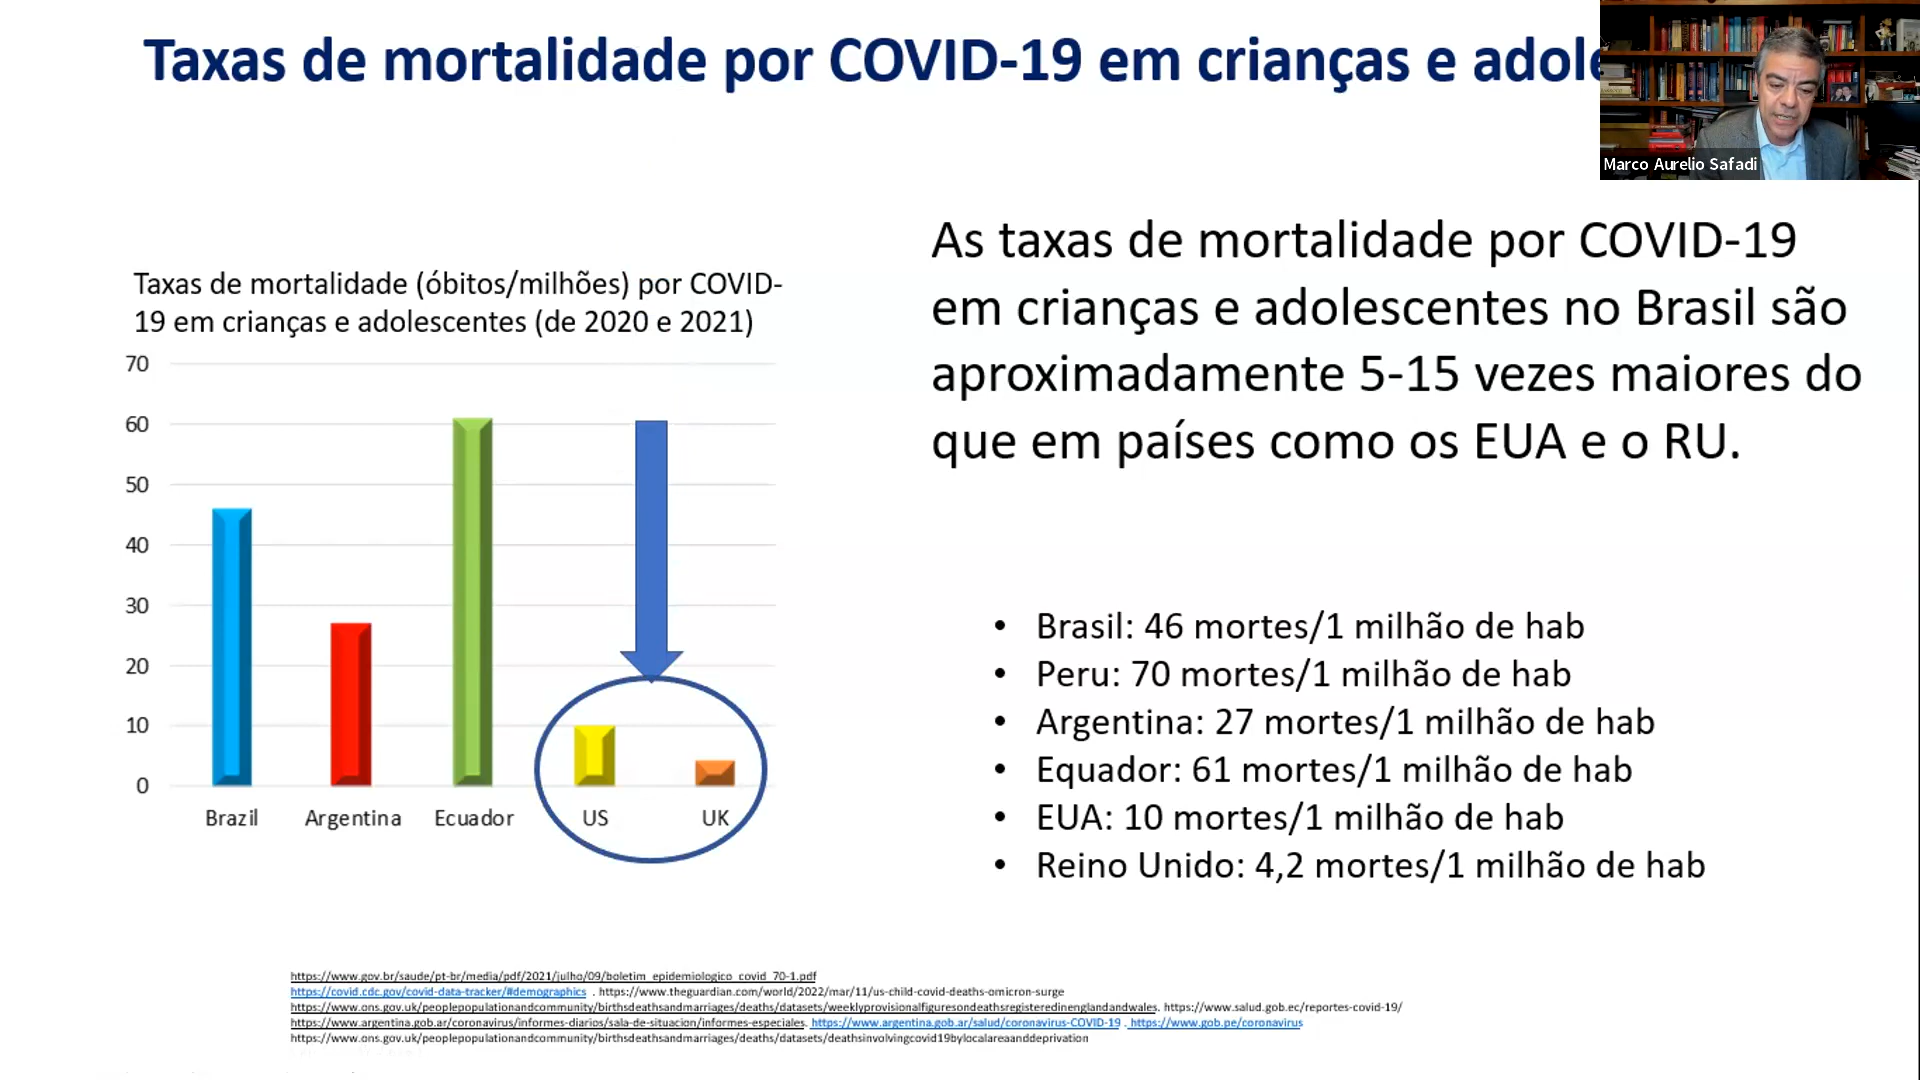 Taxas de mortalidade por COVID-19 em crianças e adole
Marco Aurelio Safadi
Taxas de mortalidade (óbitos/milhões) por COVID-
19 em crianças e adolescentes (de 2020 e 2021)
70
60
50
40
30
20
10
0
Brazil Argentina Ecuador US UK
As taxas de mortalidade por COVID-19
em crianças e adolescentes no Brasil são
aproximadamente 5-15 vezes maiores do
que em países como os EUA e o RU.
• Brasil: 46 mortes/1 milhão de hab
• Peru: 70 mortes/1 milhão de hab
• Argentina: 27 mortes/1 milhão de hab
• Equador: 61 mortes/1 milhão de hab
• EUA: 10 mortes/1 milhão de hab
• Reino Unido: 4,2 mortes/1 milhão de hab
https://www.gov.br/saude/pt-br/media/pdf/2021/julho/09/boletim_epidemiologico_covid_70-1.pdf
https://covid.cdc.gov/covid-data-tracker/#demographics . https://www.theguardian.com/world/2022/mar/11/us-child-covid-deaths-omicron-surge
https://www.ons.gov.uk/peoplepopulationandcommunity/birthsdeathsandmarriages/deaths/datasets/weeklyprovisionalfiguresondeathsregisteredinenglandandwales. https://www.salud.gob.ec/reportes-covid-19/
https://www.argentina.gob.ar/coronavirus/informes-diarios/sala-de-situacion/informes-especiales. https://www.argentina.gob.ar/salud/coronavirus-COVID-19 . https://www.gob.pe/coronavirus
https://www.ons.gov.uk/peoplepopulationandcommunity/birthsdeathsandmarriages/deaths/datasets/deathsinvolvingcovid19bylocalareaanddeprivation